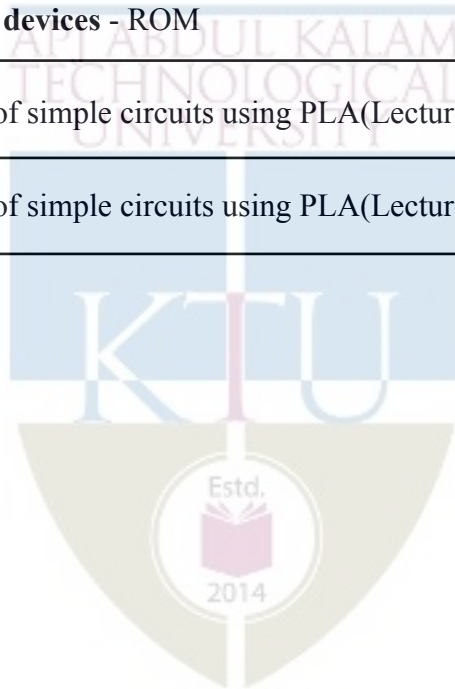 devices - ROM
API ABDUL KALAM
TECHNOLOGICAL
of simple circuits using PLA(Lectur
UNIVERSITY
of simple circuits using PLA(Lectur
KTU
Estd.
2014